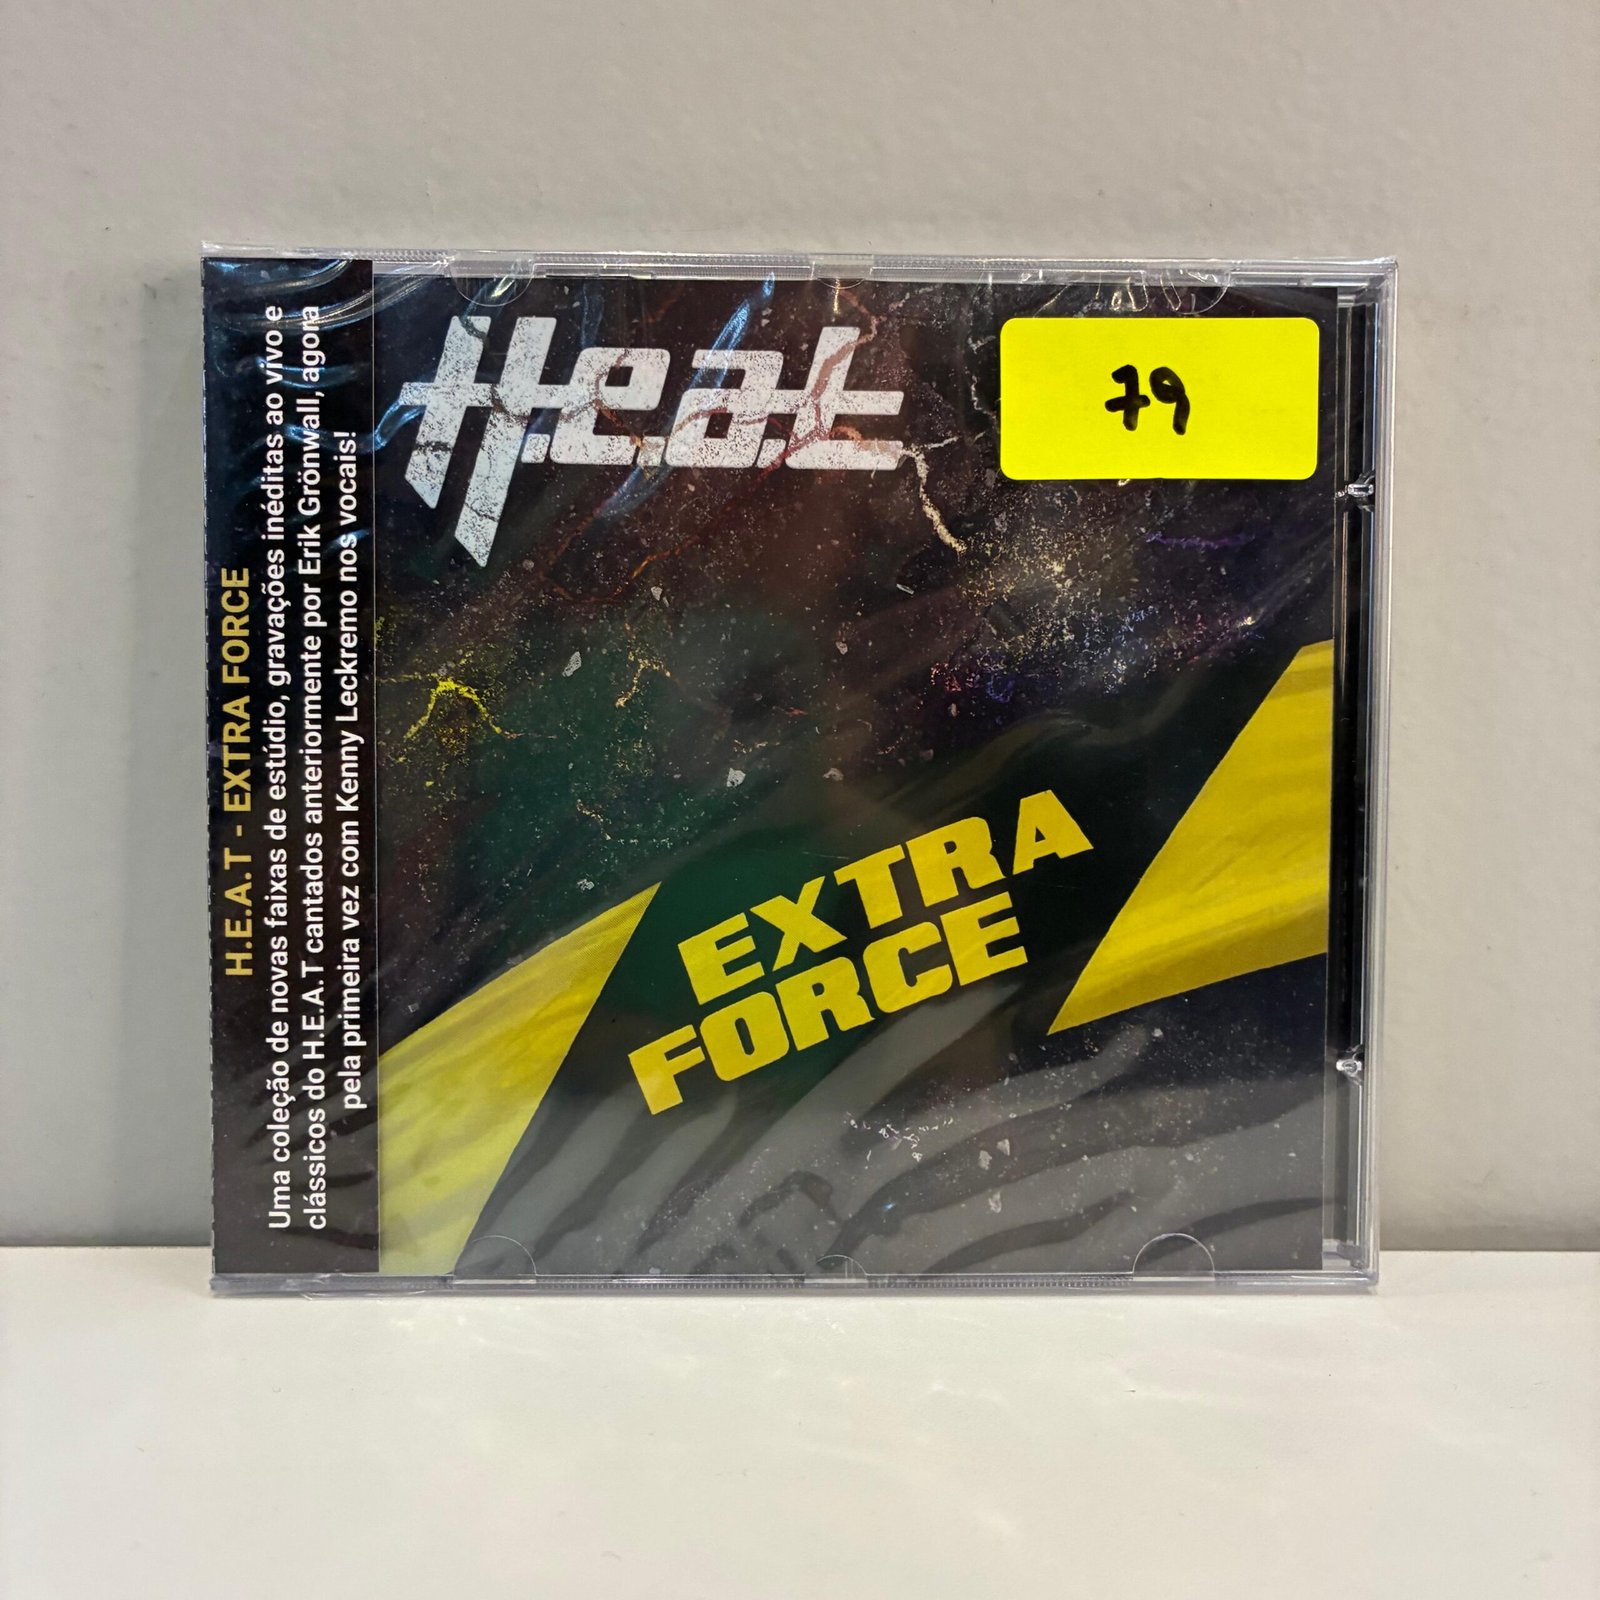 H.E.A.T - EXTRA FORCE
Uma coleção de novas faixas de estúdio, gravações inéditas ao vivo e
clássicos do H.E.A.T cantados anteriormente por Erik Grönwall, agora
pela primeira vez com Kenny Leckremo nos vocais!
H.e.a.t
79
EXTRA
FORCE